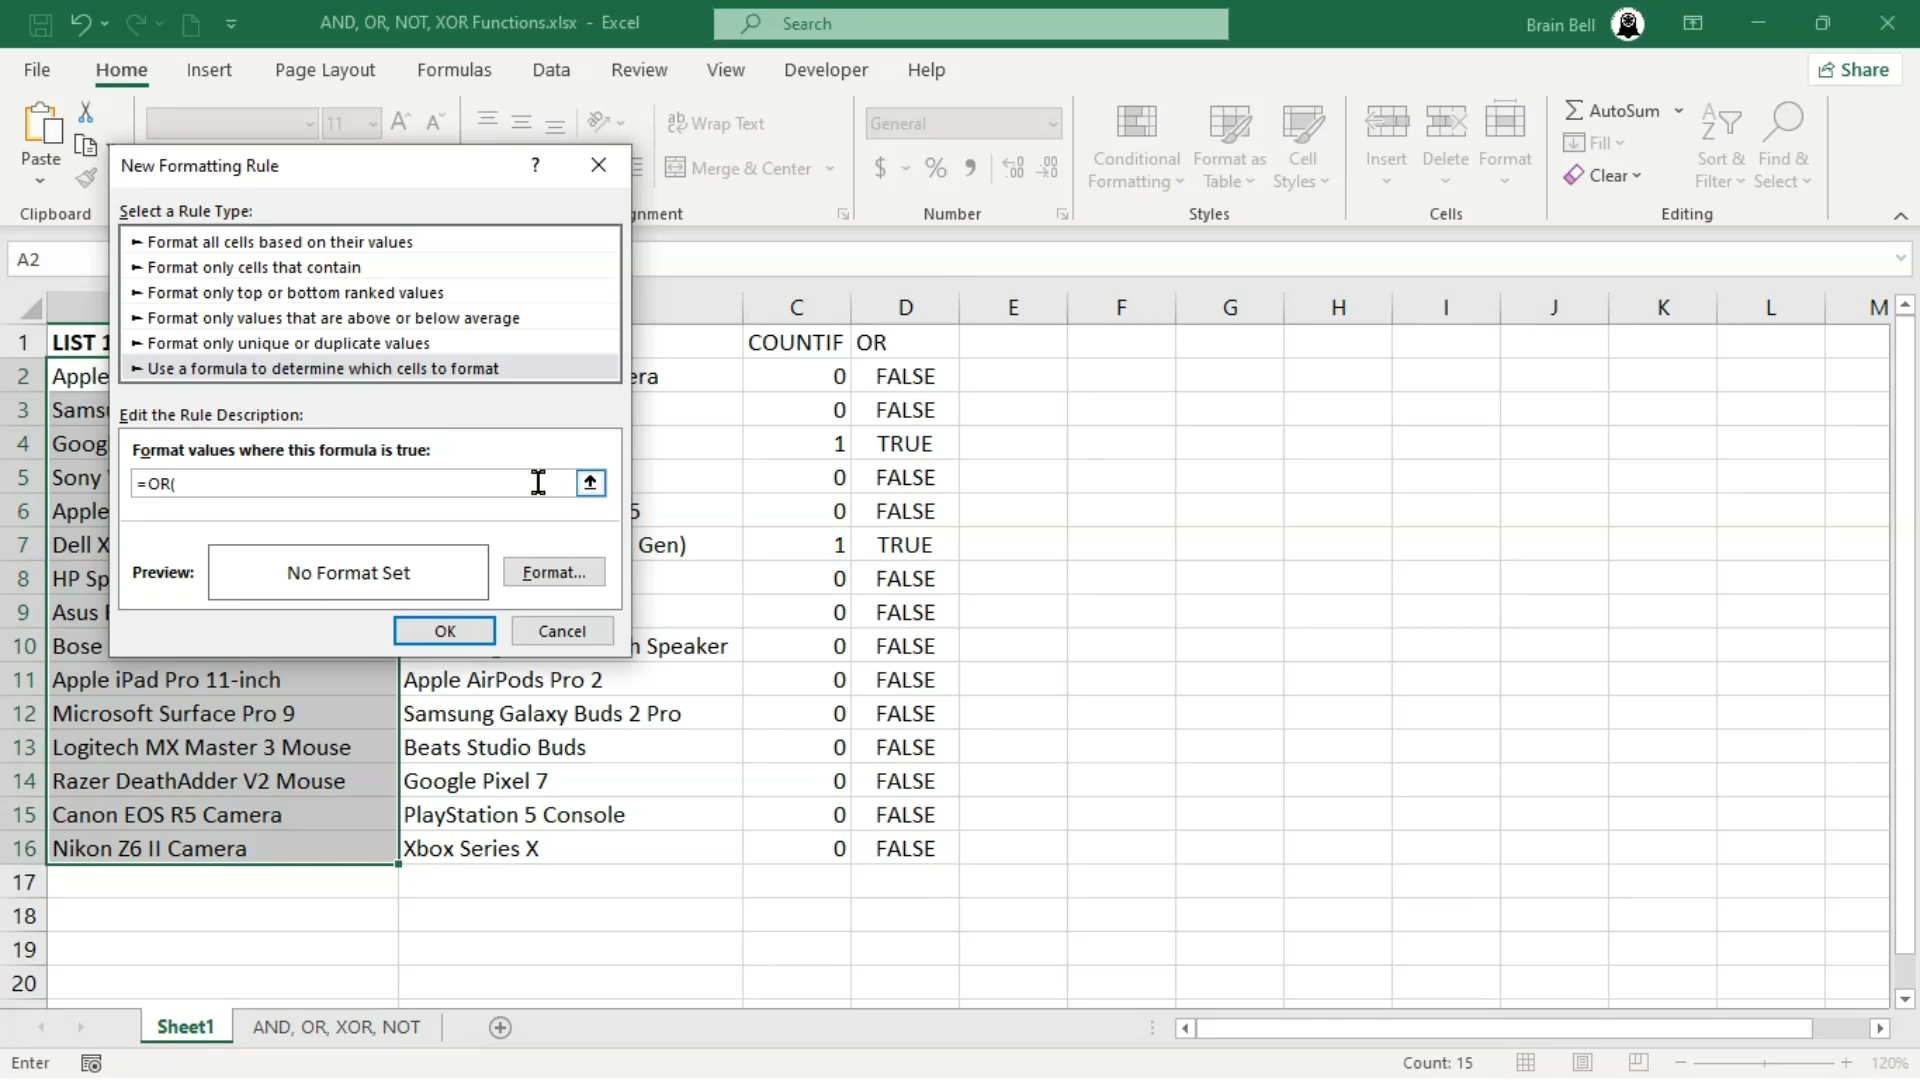 AND, OR, NOT, XOR Functions.xlsx - Excel
Search
Brain Bell
File
Home
Insert
Page Layout
Formulas
Data
Review
View
Developer
Help
Share
Paste
Clipboard
11
Wrap Text
Merge & Center
gnment
General
Number
Conditional Formatting
Format as Table
Cell Styles
Styles
Insert
Delete
Format
Cells
AutoSum
Fill
Clear
Sort & Filter
Find & Select
Editing
New Formatting Rule
?
Select a Rule Type:
► Format all cells based on their values
► Format only cells that contain
► Format only top or bottom ranked values
► Format only values that are above or below average
► Format only unique or duplicate values
► Use a formula to determine which cells to format
Edit the Rule Description:
Format values where this formula is true:
=OR(
Preview:
No Format Set
Format...
OK
Cancel
A2
C D E F G H I J K L M
1 LIST 1 COUNTIF OR
2 Apple era 0 FALSE
3 Sams 0 FALSE
4 Goog 1 TRUE
5 Sony 0 FALSE
6 Apple 5 0 FALSE
7 Dell X Gen) 1 TRUE
8 HP Sp 0 FALSE
9 Asus 0 FALSE
10 Bose h Speaker 0 FALSE
11 Apple iPad Pro 11-inch Apple AirPods Pro 2 0 FALSE
12 Microsoft Surface Pro 9 Samsung Galaxy Buds 2 Pro 0 FALSE
13 Logitech MX Master 3 Mouse Beats Studio Buds 0 FALSE
14 Razer DeathAdder V2 Mouse Google Pixel 7 0 FALSE
15 Canon EOS R5 Camera PlayStation 5 Console 0 FALSE
16 Nikon Z6 II Camera Xbox Series X 0 FALSE
17
18
19
20
Sheet1
AND, OR, XOR, NOT
Enter
Count: 15
120%